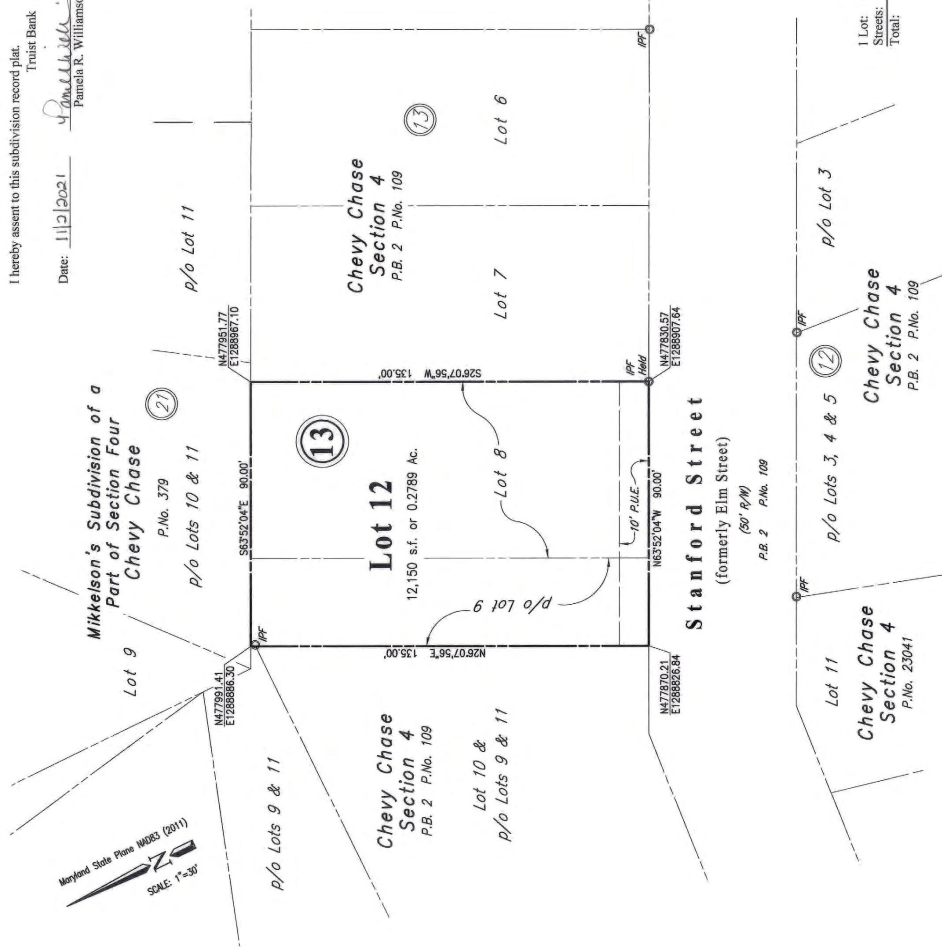 I hereby assent to this subdivision record plat.
Truist Bank
Date: 11/2/2021
Pamela R. Williamso
Mikkelson's Subdivision of a
Part of Section Four
Chevy Chase
P.No. 379
21
Lot 9
p/o Lots 10 & 11
p/o Lot 11
Maryland State Plane NAD83 (2011)
N
SCALE: 1"=30'
N477991.41
E1288886.30
IPF
S63°52'04"E 90.00'
N477951.77
E1288967.10
p/o Lots 9 & 11
Chevy Chase
Section 4
P.B. 2 P.No. 109
Lot 10 &
p/o Lots 9 & 11
N26°07'56"E
135.00'
13
Lot 12
12,150 s.f. or 0.2789 Ac.
p/o Lot 9
Lot 8
10' P.U.E.
S26°07'56"W 135.00'
Chevy Chase
Section 4
P.B. 2 P.No. 109
13
Lot 7
Lot 6
IPF
IPF
Held
N63°52'04"W 90.00'
N477870.21
E1288826.84
N477830.57
E1288907.64
Stanford Street
(formerly Elm Street)
(50' R/W)
P.B. 2 P.No. 109
IPF
IPF
Lot 11
Chevy Chase
Section 4
P.No. 23041
p/o Lots 3, 4 & 5
12
Chevy Chase
Section 4
P.B. 2 P.No. 109
p/o Lot 3
1 Lot:
Streets:
Total: